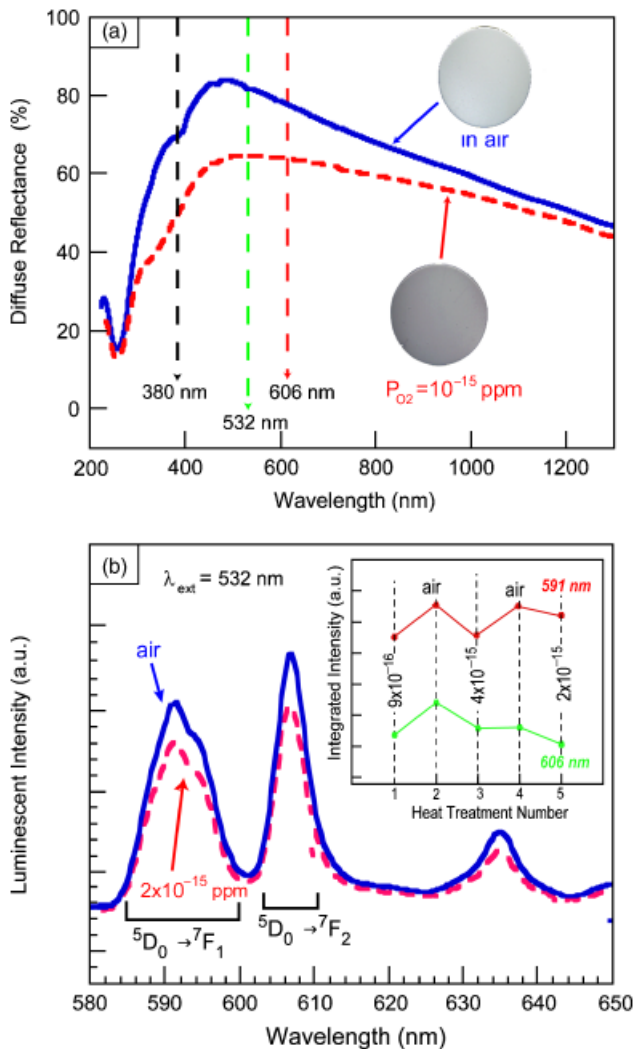 (a)
100
80
60
40
20
0
Diffuse Reflectance (%)
in air
380 nm
606 nm
532 nm
P_O2=10⁻¹⁵ ppm
200 400 600 800 1000 1200
Wavelength (nm)
(b)
λext = 532 nm
air
2x10⁻¹⁵ ppm
⁵D₀ →⁷F₁
⁵D₀ →⁷F₂
Luminescent Intensity (a.u.)
580 590 600 610 620 630 640 650
Wavelength (nm)
Integrated Intensity (a.u.)
air air
591 nm
9x10⁻¹⁶
4x10⁻¹⁵
2x10⁻¹⁵
606 nm
1 2 3 4 5
Heat Treatment Number